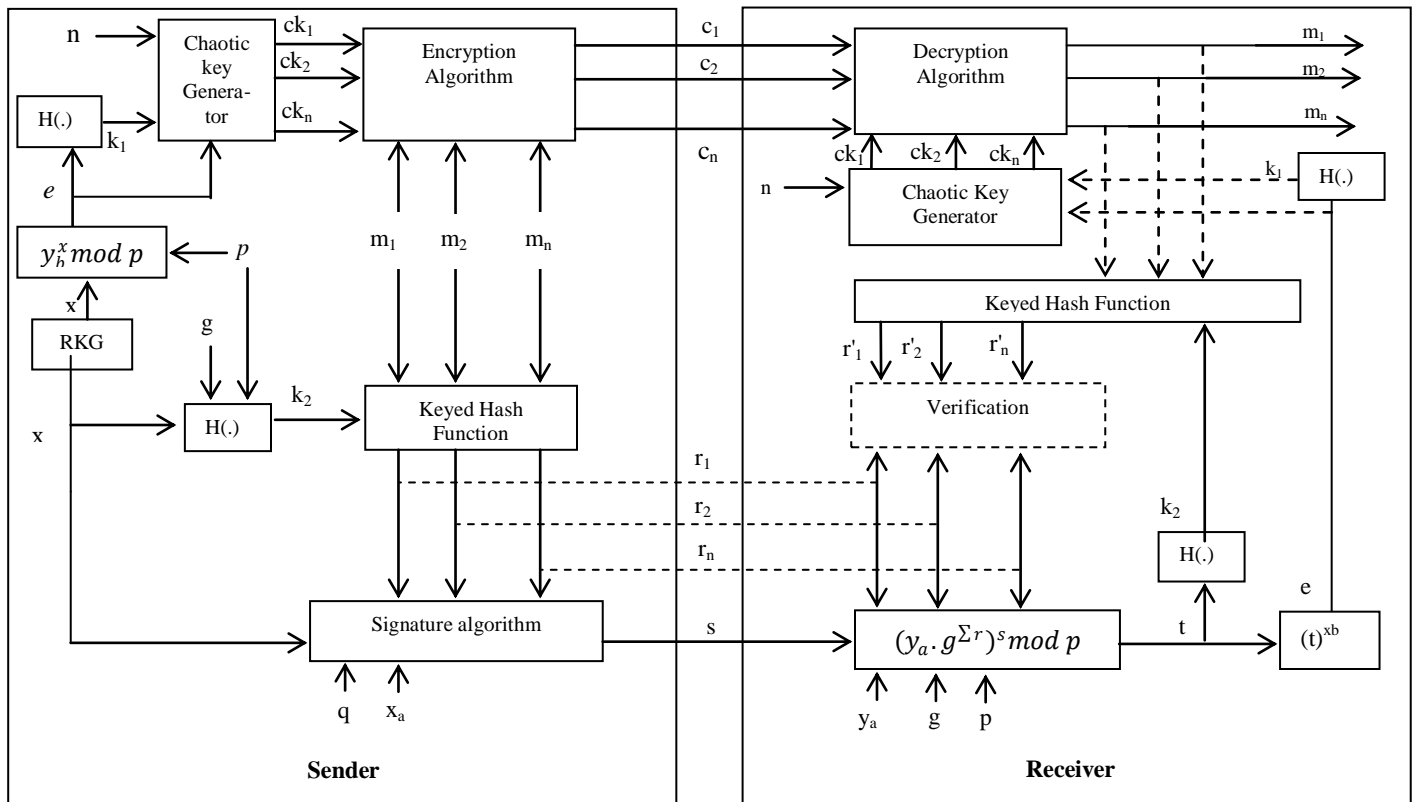 n
Chaotic
key
Genera-
tor
ck₁
ck₂
ckₙ
Encryption
Algorithm
H(.)
k₁
e
y_b^x mod p
p
x
RKG
g
x
H(.)
k₂
m₁
m₂
mₙ
Keyed Hash
Function
Signature algorithm
q
xₐ
Sender
c₁
c₂
cₙ
r₁
r₂
rₙ
s
Decryption
Algorithm
m₁
m₂
mₙ
ck₁
ck₂
ckₙ
n
Chaotic Key
Generator
k₁
H(.)
Keyed Hash Function
r'₁
r'₂
r'ₙ
Verification
k₂
H(.)
e
(yₐ.g^Σr)^s mod p
t
(t)^xb
yₐ
g
p
Receiver